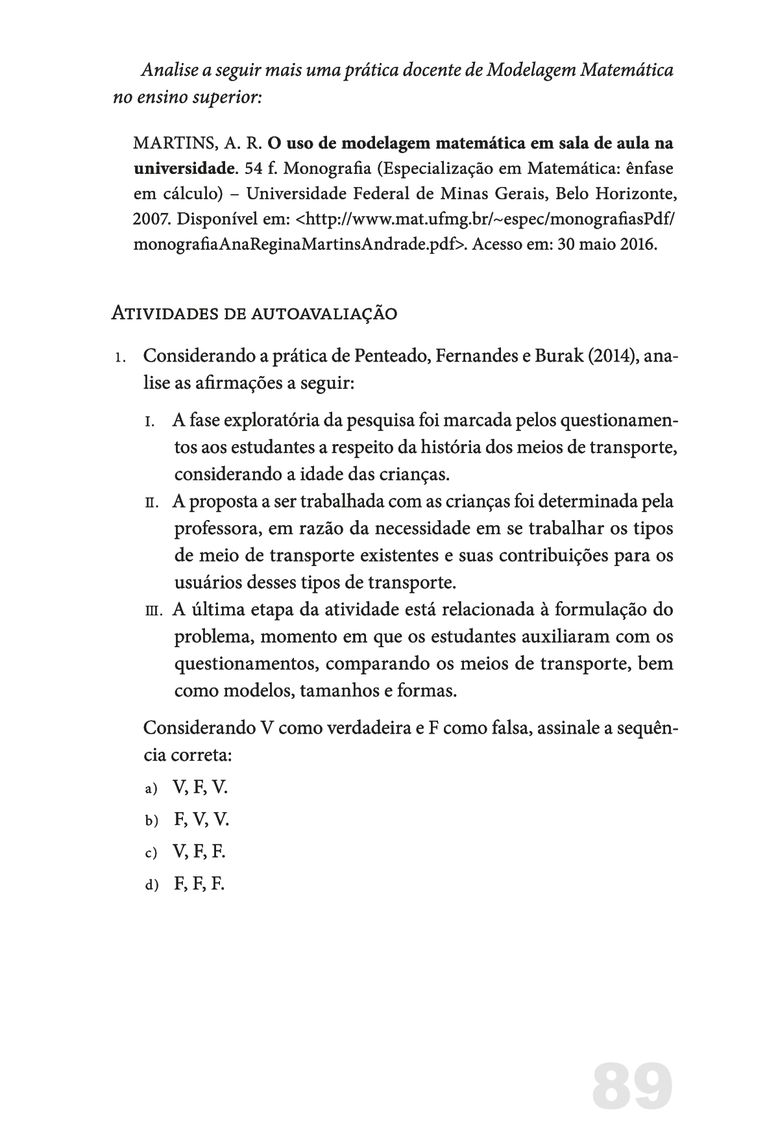 Analise a seguir mais uma prática docente de Modelagem Matemática
no ensino superior:
MARTINS, A. R. O uso de modelagem matemática em sala de aula na
universidade. 54 f. Monografia (Especialização em Matemática: ênfase
em cálculo) – Universidade Federal de Minas Gerais, Belo Horizonte,
2007. Disponível em: <http://www.mat.ufmg.br/~espec/monografiasPdf/
monografiaAnaReginaMartinsAndrade.pdf>. Acesso em: 30 maio 2016.
Atividades de autoavaliação
1. Considerando a prática de Penteado, Fernandes e Burak (2014), ana-
lise as afirmações a seguir:
I. A fase exploratória da pesquisa foi marcada pelos questionamen-
tos aos estudantes a respeito da história dos meios de transporte,
considerando a idade das crianças.
II. A proposta a ser trabalhada com as crianças foi determinada pela
professora, em razão da necessidade em se trabalhar os tipos
de meio de transporte existentes e suas contribuições para os
usuários desses tipos de transporte.
III. A última etapa da atividade está relacionada à formulação do
problema, momento em que os estudantes auxiliaram com os
questionamentos, comparando os meios de transporte, bem
como modelos, tamanhos e formas.
Considerando V como verdadeira e F como falsa, assinale a sequên-
cia correta:
a) V, F, V.
b) F, V, V.
c) V, F, F.
d) F, F, F.
89